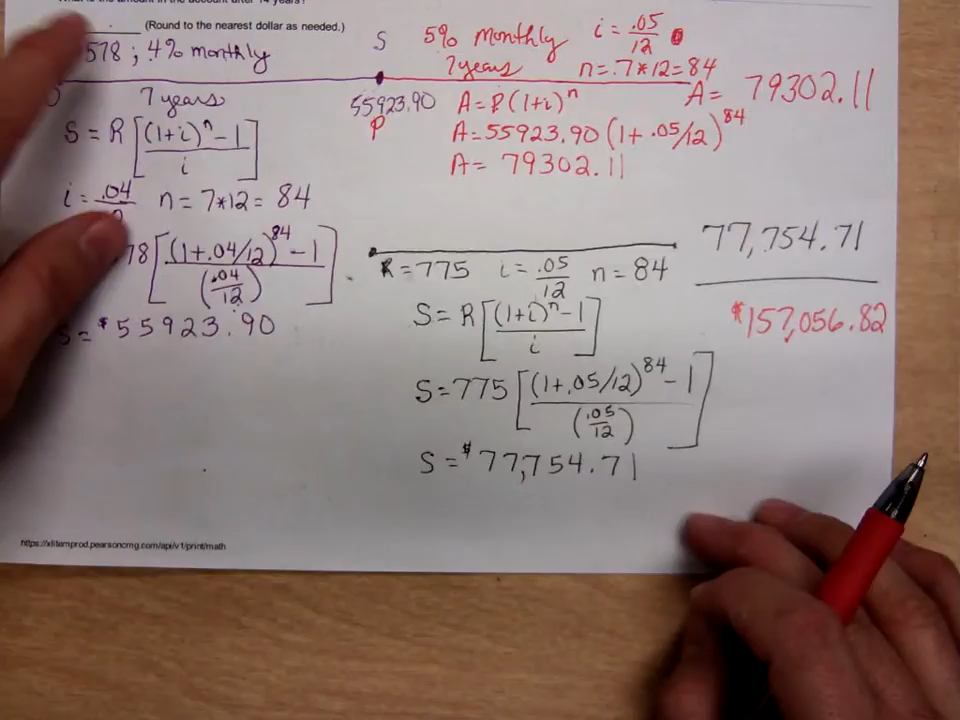 (Round to the nearest dollar as needed.)
578 ; 4% monthly
7 years
S = R [ (1+i)^n - 1 / i ]
i = .04 n = 7*12 = 84
78 [ (1+.04/12)^84 - 1 / (.04/12) ]
S = $55923.90
S 5% monthly i = .05/12
7 years n = .7*12 = 84
55923.90 A = P(1+i)^n
P
A = 55923.90 (1 + .05/12)^84
A = 79302.11
A = 79302.11
77,754.71
$157,056.82
R = 775 i = .05/12 n = 84
S = R [ (1+i)^n - 1 / i ]
S = 775 [ (1+.05/12)^84 - 1 / (.05/12) ]
S = $77,754.71
https://xlitemprod.pearsoncmg.com/api/v1/print/math